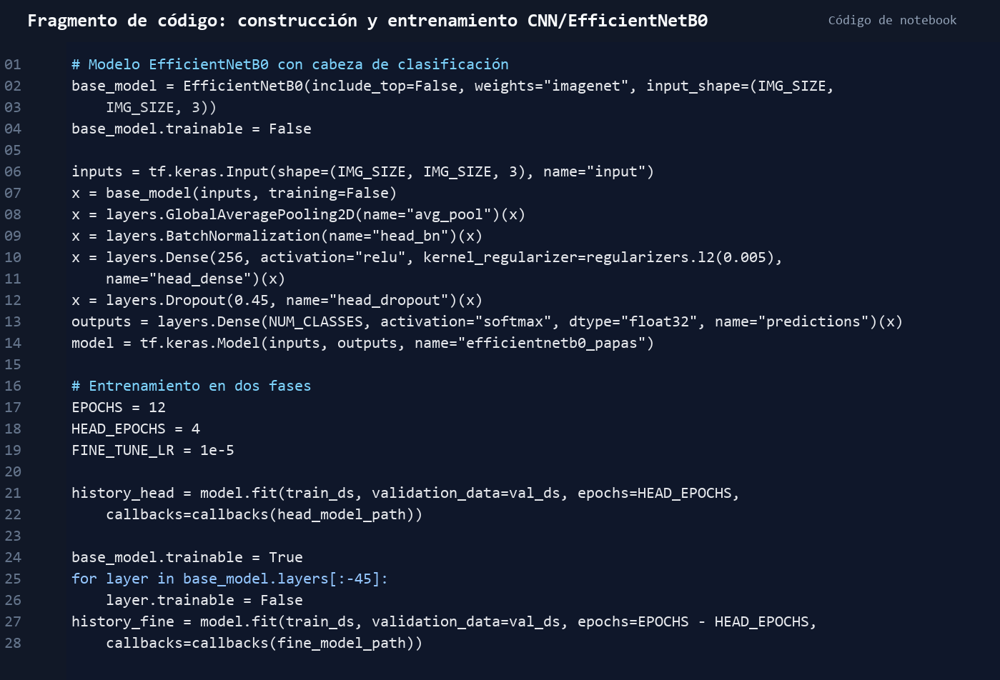 Fragmento de código: construcción y entrenamiento CNN/EfficientNetB0
Código de notebook
01 # Modelo EfficientNetB0 con cabeza de clasificación
02 base_model = EfficientNetB0(include_top=False, weights="imagenet", input_shape=(IMG_SIZE,
03     IMG_SIZE, 3))
04 base_model.trainable = False
05
06 inputs = tf.keras.Input(shape=(IMG_SIZE, IMG_SIZE, 3), name="input")
07 x = base_model(inputs, training=False)
08 x = layers.GlobalAveragePooling2D(name="avg_pool")(x)
09 x = layers.BatchNormalization(name="head_bn")(x)
10 x = layers.Dense(256, activation="relu", kernel_regularizer=regularizers.l2(0.005),
11     name="head_dense")(x)
12 x = layers.Dropout(0.45, name="head_dropout")(x)
13 outputs = layers.Dense(NUM_CLASSES, activation="softmax", dtype="float32", name="predictions")(x)
14 model = tf.keras.Model(inputs, outputs, name="efficientnetb0_papas")
15
16 # Entrenamiento en dos fases
17 EPOCHS = 12
18 HEAD_EPOCHS = 4
19 FINE_TUNE_LR = 1e-5
20
21 history_head = model.fit(train_ds, validation_data=val_ds, epochs=HEAD_EPOCHS,
22     callbacks=callbacks(head_model_path))
23
24 base_model.trainable = True
25 for layer in base_model.layers[:-45]:
26     layer.trainable = False
27 history_fine = model.fit(train_ds, validation_data=val_ds, epochs=EPOCHS - HEAD_EPOCHS,
28     callbacks=callbacks(fine_model_path))